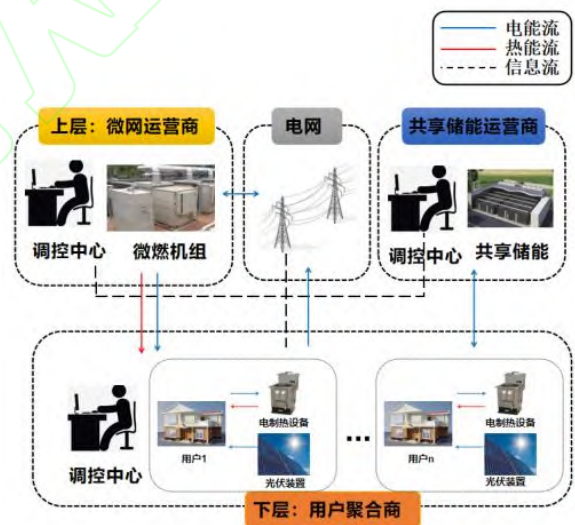 电能流
热能流
信息流
上层：微网运营商
电网
共享储能运营商
调控中心
微燃机组
调控中心
共享储能
调控中心
电制热设备
用户1
光伏装置
...
电制热设备
用户n
光伏装置
下层：用户聚合商